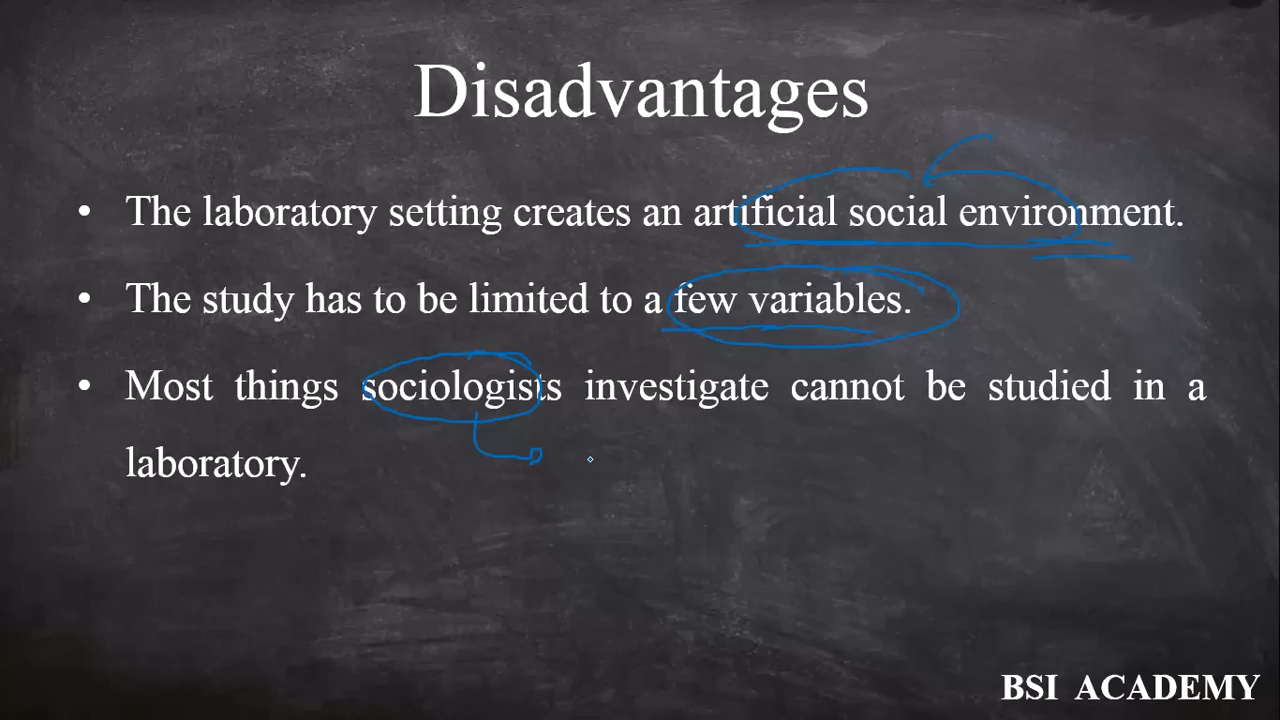 Disadvantages
• The laboratory setting creates an artificial social environment.
• The study has to be limited to a few variables.
• Most things sociologists investigate cannot be studied in a
laboratory.
BSI ACADEMY